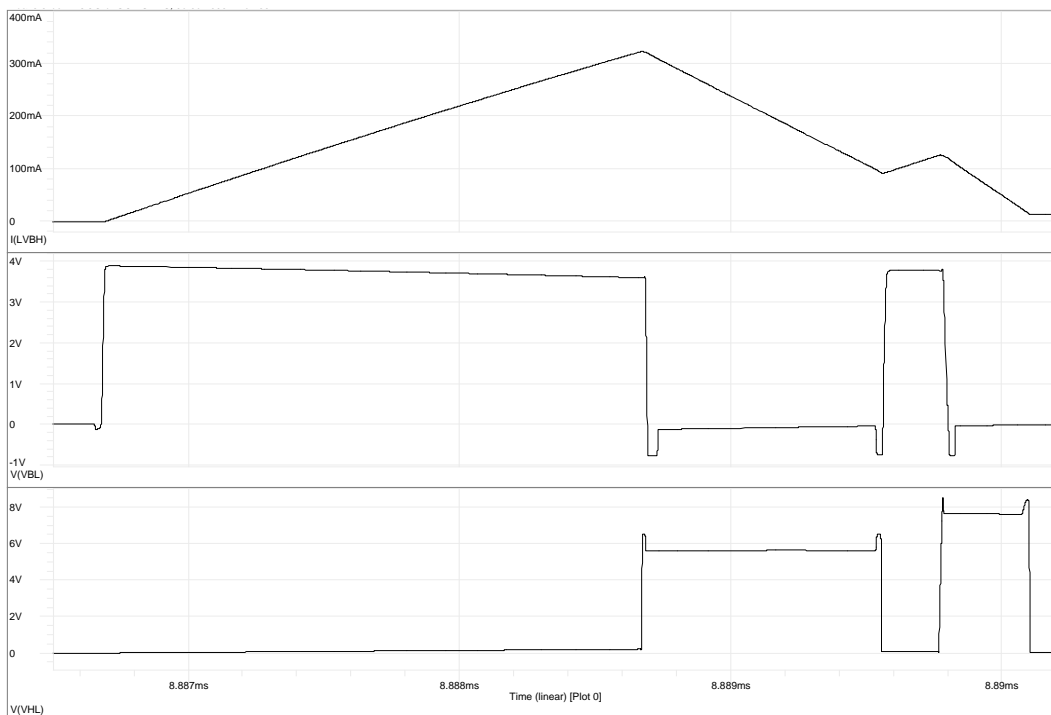 400mA
300mA
200mA
100mA
0
I(LVBH)
4V
3V
2V
1V
0
-1V
V(VBL)
8V
6V
4V
2V
0
8.887ms
8.888ms
8.889ms
8.89ms
Time (linear) [Plot 0]
V(VHL)